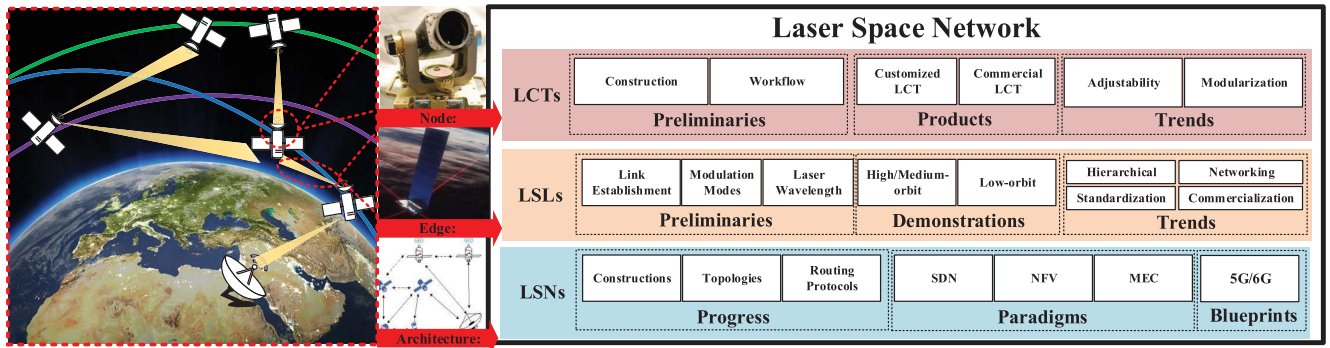 Laser Space Network
Node:
LCTs
Construction
Workflow
Preliminaries
Customized
LCT
Commercial
LCT
Products
Adjustability
Modularization
Trends
Edge:
LSLs
Link
Establishment
Modulation
Modes
Laser
Wavelength
Preliminaries
High/Medium-
orbit
Low-orbit
Demonstrations
Hierarchical
Networking
Standardization
Commercialization
Trends
Architecture:
LSNs
Constructions
Topologies
Routing
Protocols
Progress
SDN
NFV
MEC
Paradigms
5G/6G
Blueprints